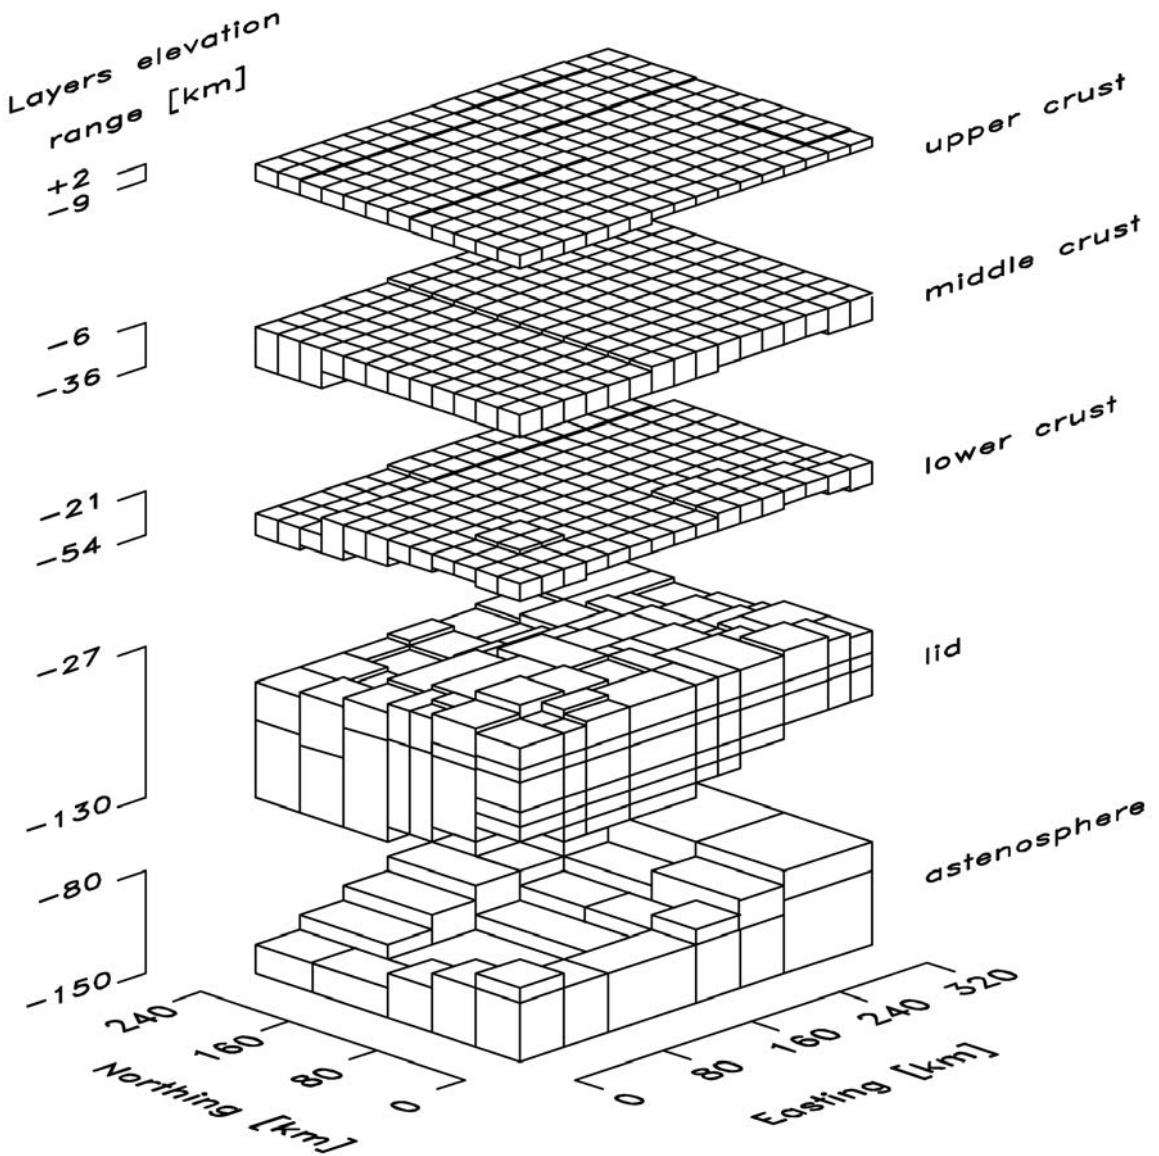 Layers elevation
range [km]
upper crust
+2
-9
middle crust
-6
-36
lower crust
-21
-54
lid
-27
-130
astenosphere
-80
-150
240
160
80
0
Northing [km]
0
80
160
240
320
Easting [km]